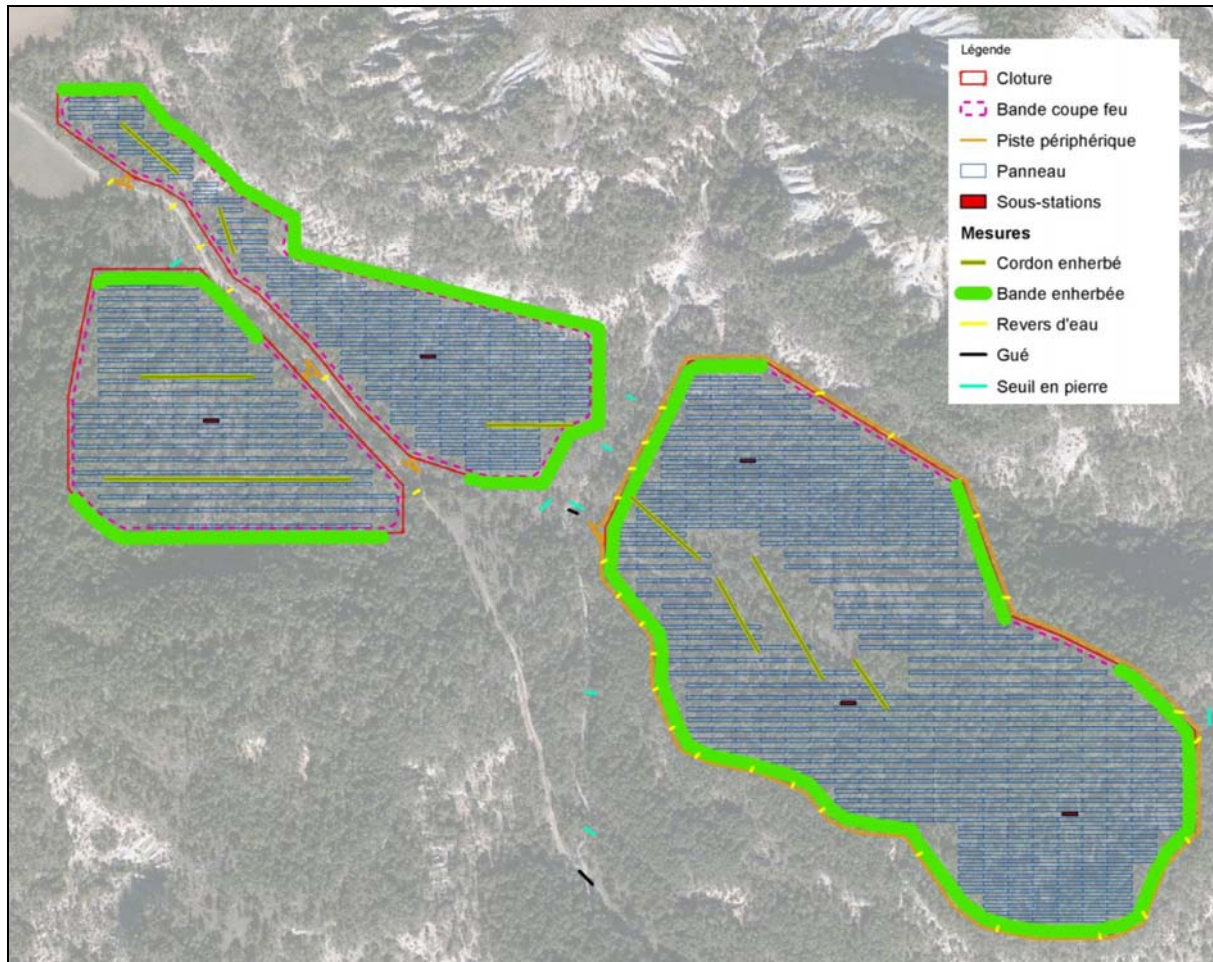 Légende
Cloture
Bande coupe feu
Piste périphérique
Panneau
Sous-stations
Mesures
Cordon enherbé
Bande enherbée
Revers d'eau
Gué
Seuil en pierre